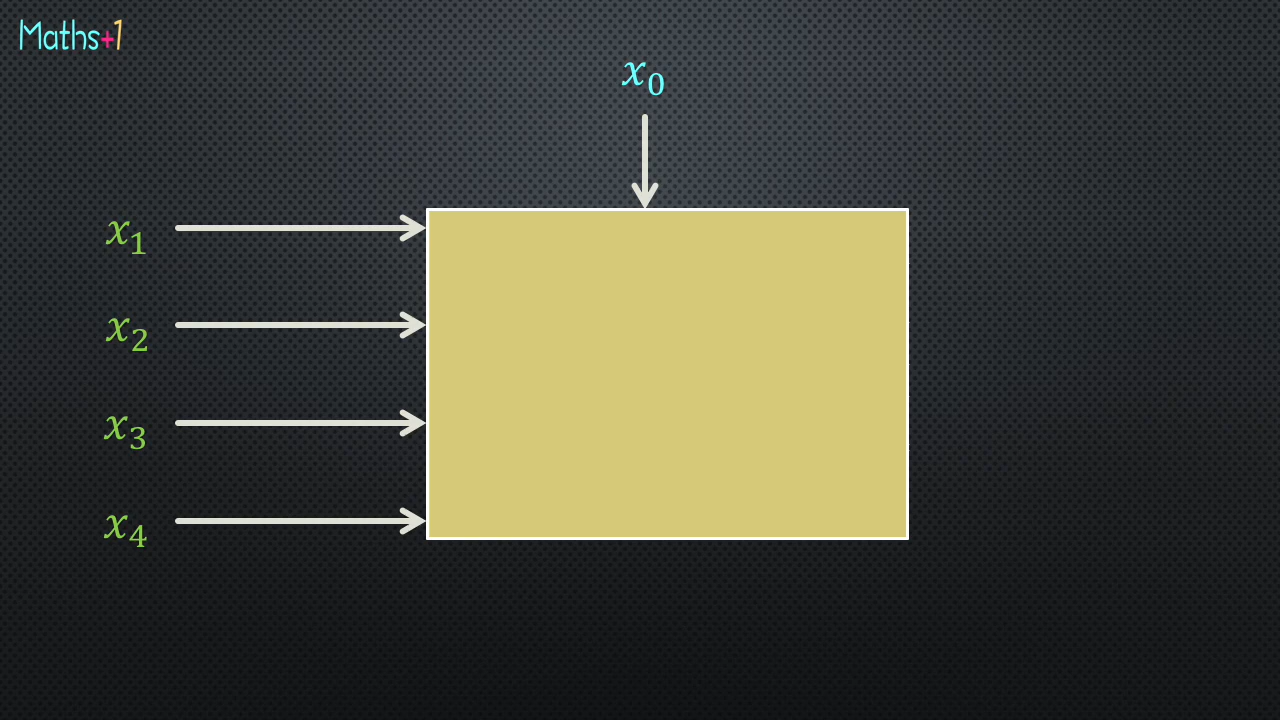 Maths+1
x₀
x₁
x₂
x₃
x₄